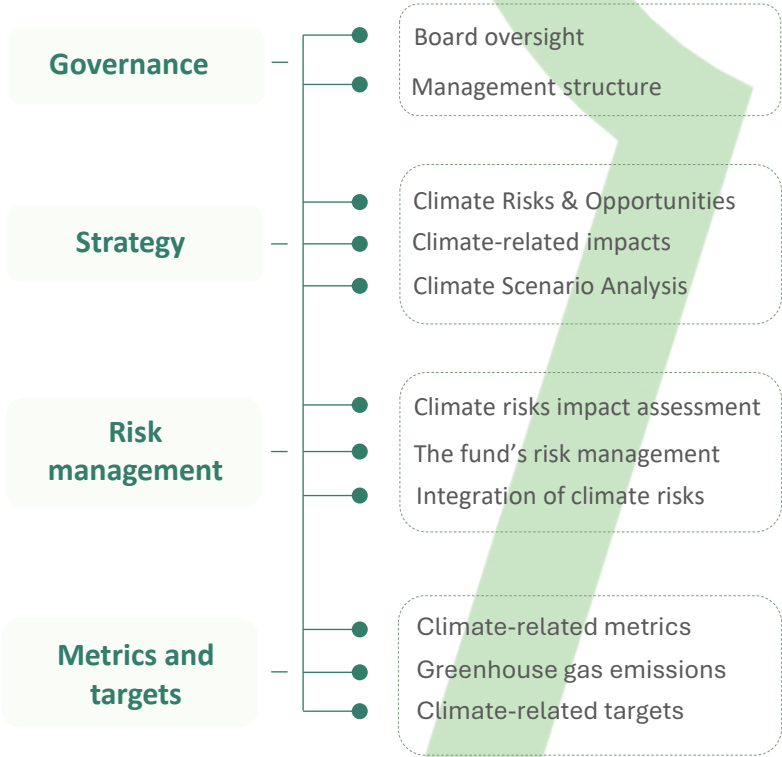 Governance
Board oversight
Management structure
Strategy
Climate Risks & Opportunities
Climate-related impacts
Climate Scenario Analysis
Risk
management
Climate risks impact assessment
The fund’s risk management
Integration of climate risks
Metrics and
targets
Climate-related metrics
Greenhouse gas emissions
Climate-related targets